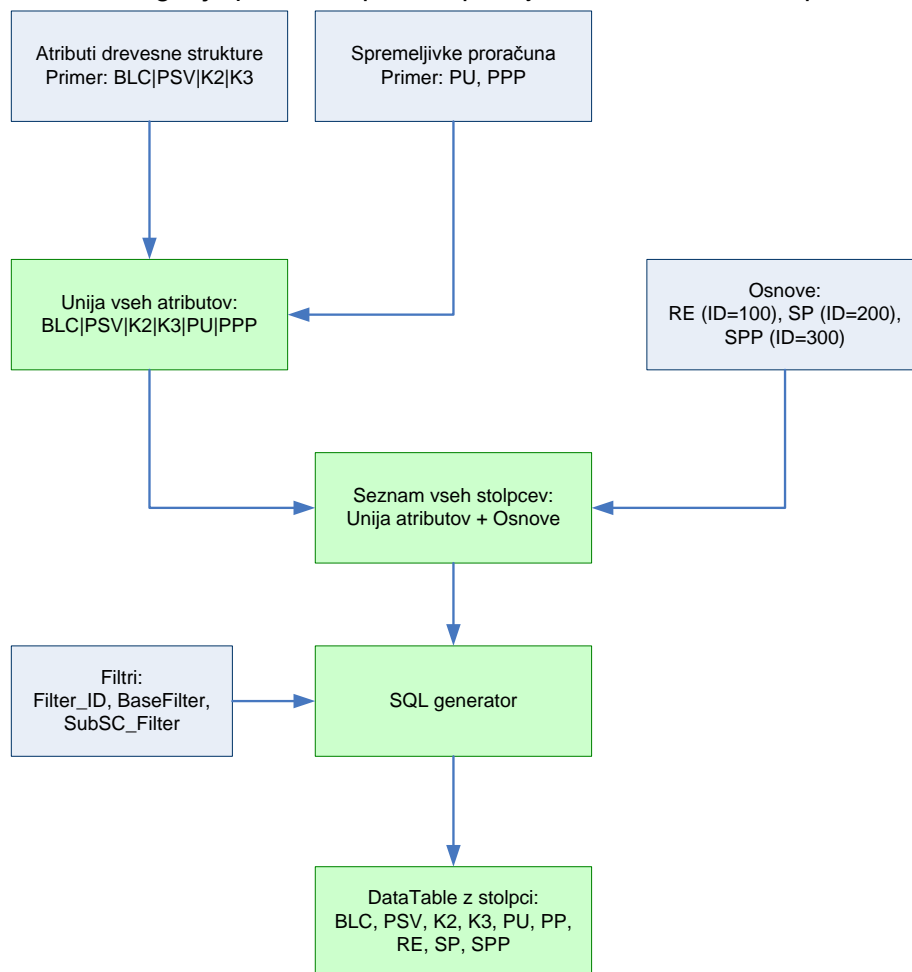 Atributi drevesne strukture
Primer: BLC|PSV|K2|K3
Spremeljivke proračuna
Primer: PU, PPP
Unija vseh atributov:
BLC|PSV|K2|K3|PU|PPP
Osnove:
RE (ID=100), SP (ID=200),
SPP (ID=300)
Seznam vseh stolpcev:
Unija atributov + Osnove
Filtri:
Filter_ID, BaseFilter,
SubSC_Filter
SQL generator
DataTable z stolpci:
BLC, PSV, K2, K3, PU, PP,
RE, SP, SPP